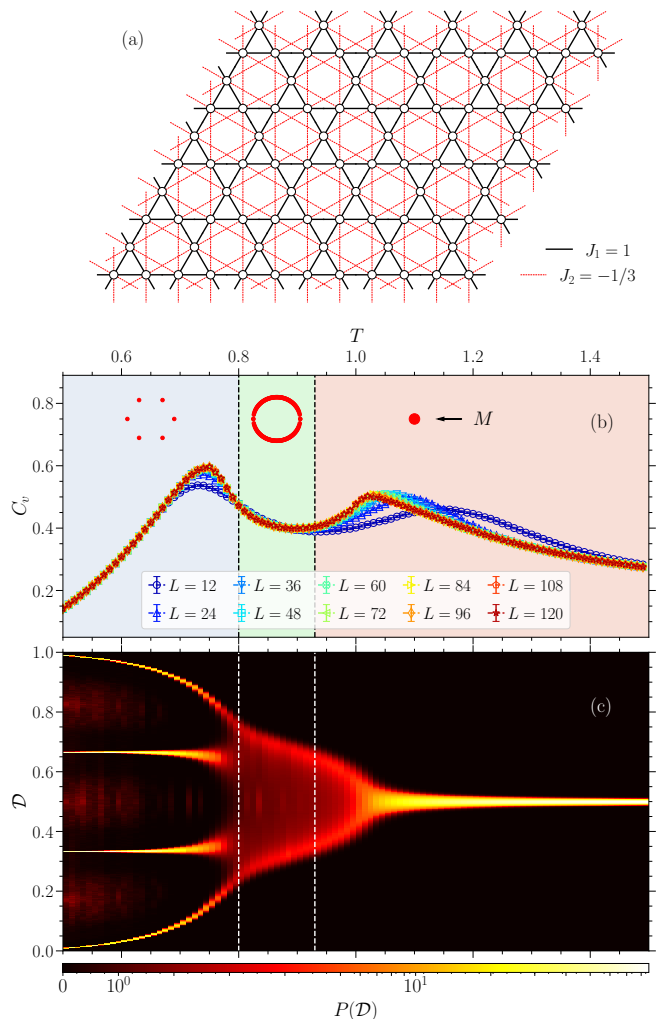 (a)
J₁ = 1
J₂ = −1/3
T
0.6 0.8 1.0 1.2 1.4
0.8
M
(b)
0.6
C_v
0.4
L = 12 L = 36 L = 60 L = 84 L = 108
L = 24 L = 48 L = 72 L = 96 L = 120
0.2
1.0
0.8
(c)
0.6
𝒟
0.4
0.2
0.0
0 10⁰ 10¹
P(𝒟)